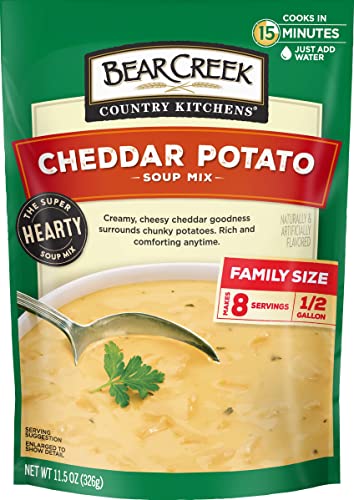 COOKS IN
15 MINUTES
JUST ADD
WATER
BEAR CREEK
COUNTRY KITCHENS®
CHEDDAR POTATO
SOUP MIX
THE SUPER
HEARTY
SOUP MIX
Creamy, cheesy cheddar goodness
surrounds chunky potatoes. Rich and
comforting anytime.
NATURALLY &
ARTIFICIALLY
FLAVORED
FAMILY SIZE
MAKES 8 SERVINGS
1/2 GALLON
SERVING
SUGGESTION
ENLARGED TO
SHOW DETAIL
NET WT 11.5 OZ (326g)